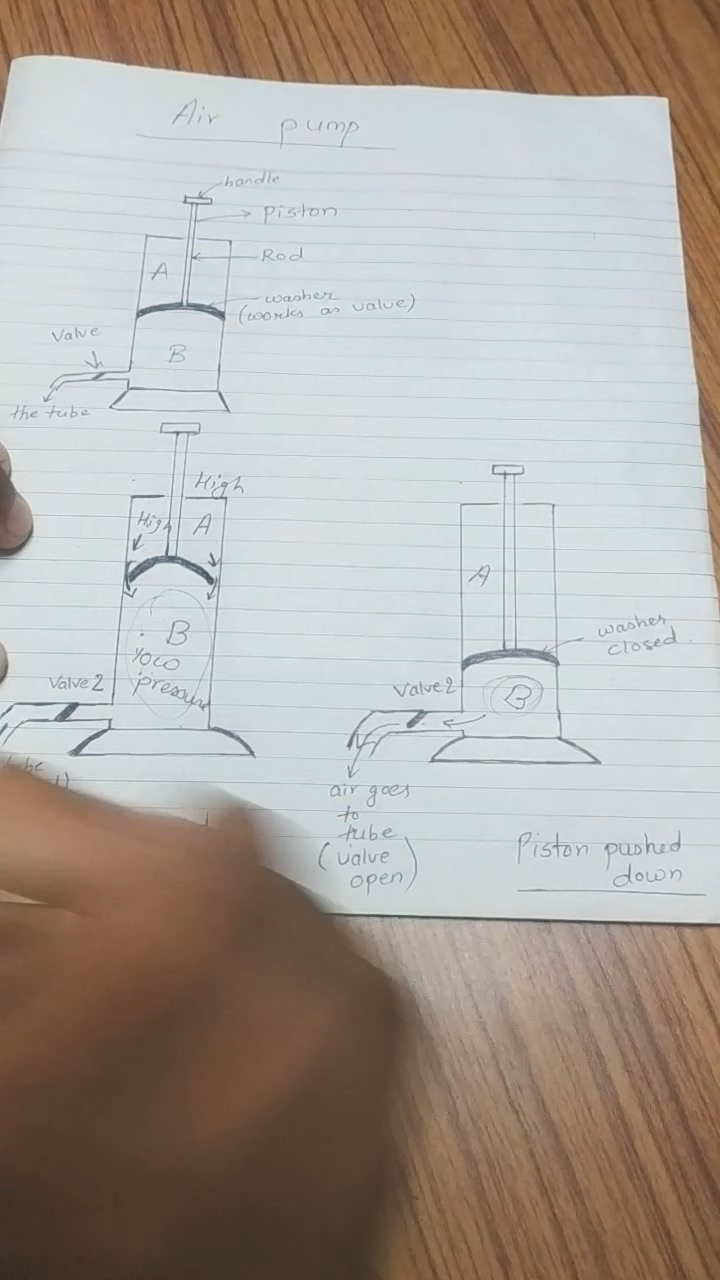 Air pump
handle
Piston
Rod
A
washer
(works as valve)
Valve
B
the tube
High
High
A
B
low
pressure
Valve 2
A
washer
closed.
Valve 2
B
air goes
to
tube
(valve
open)
Piston pushed
down